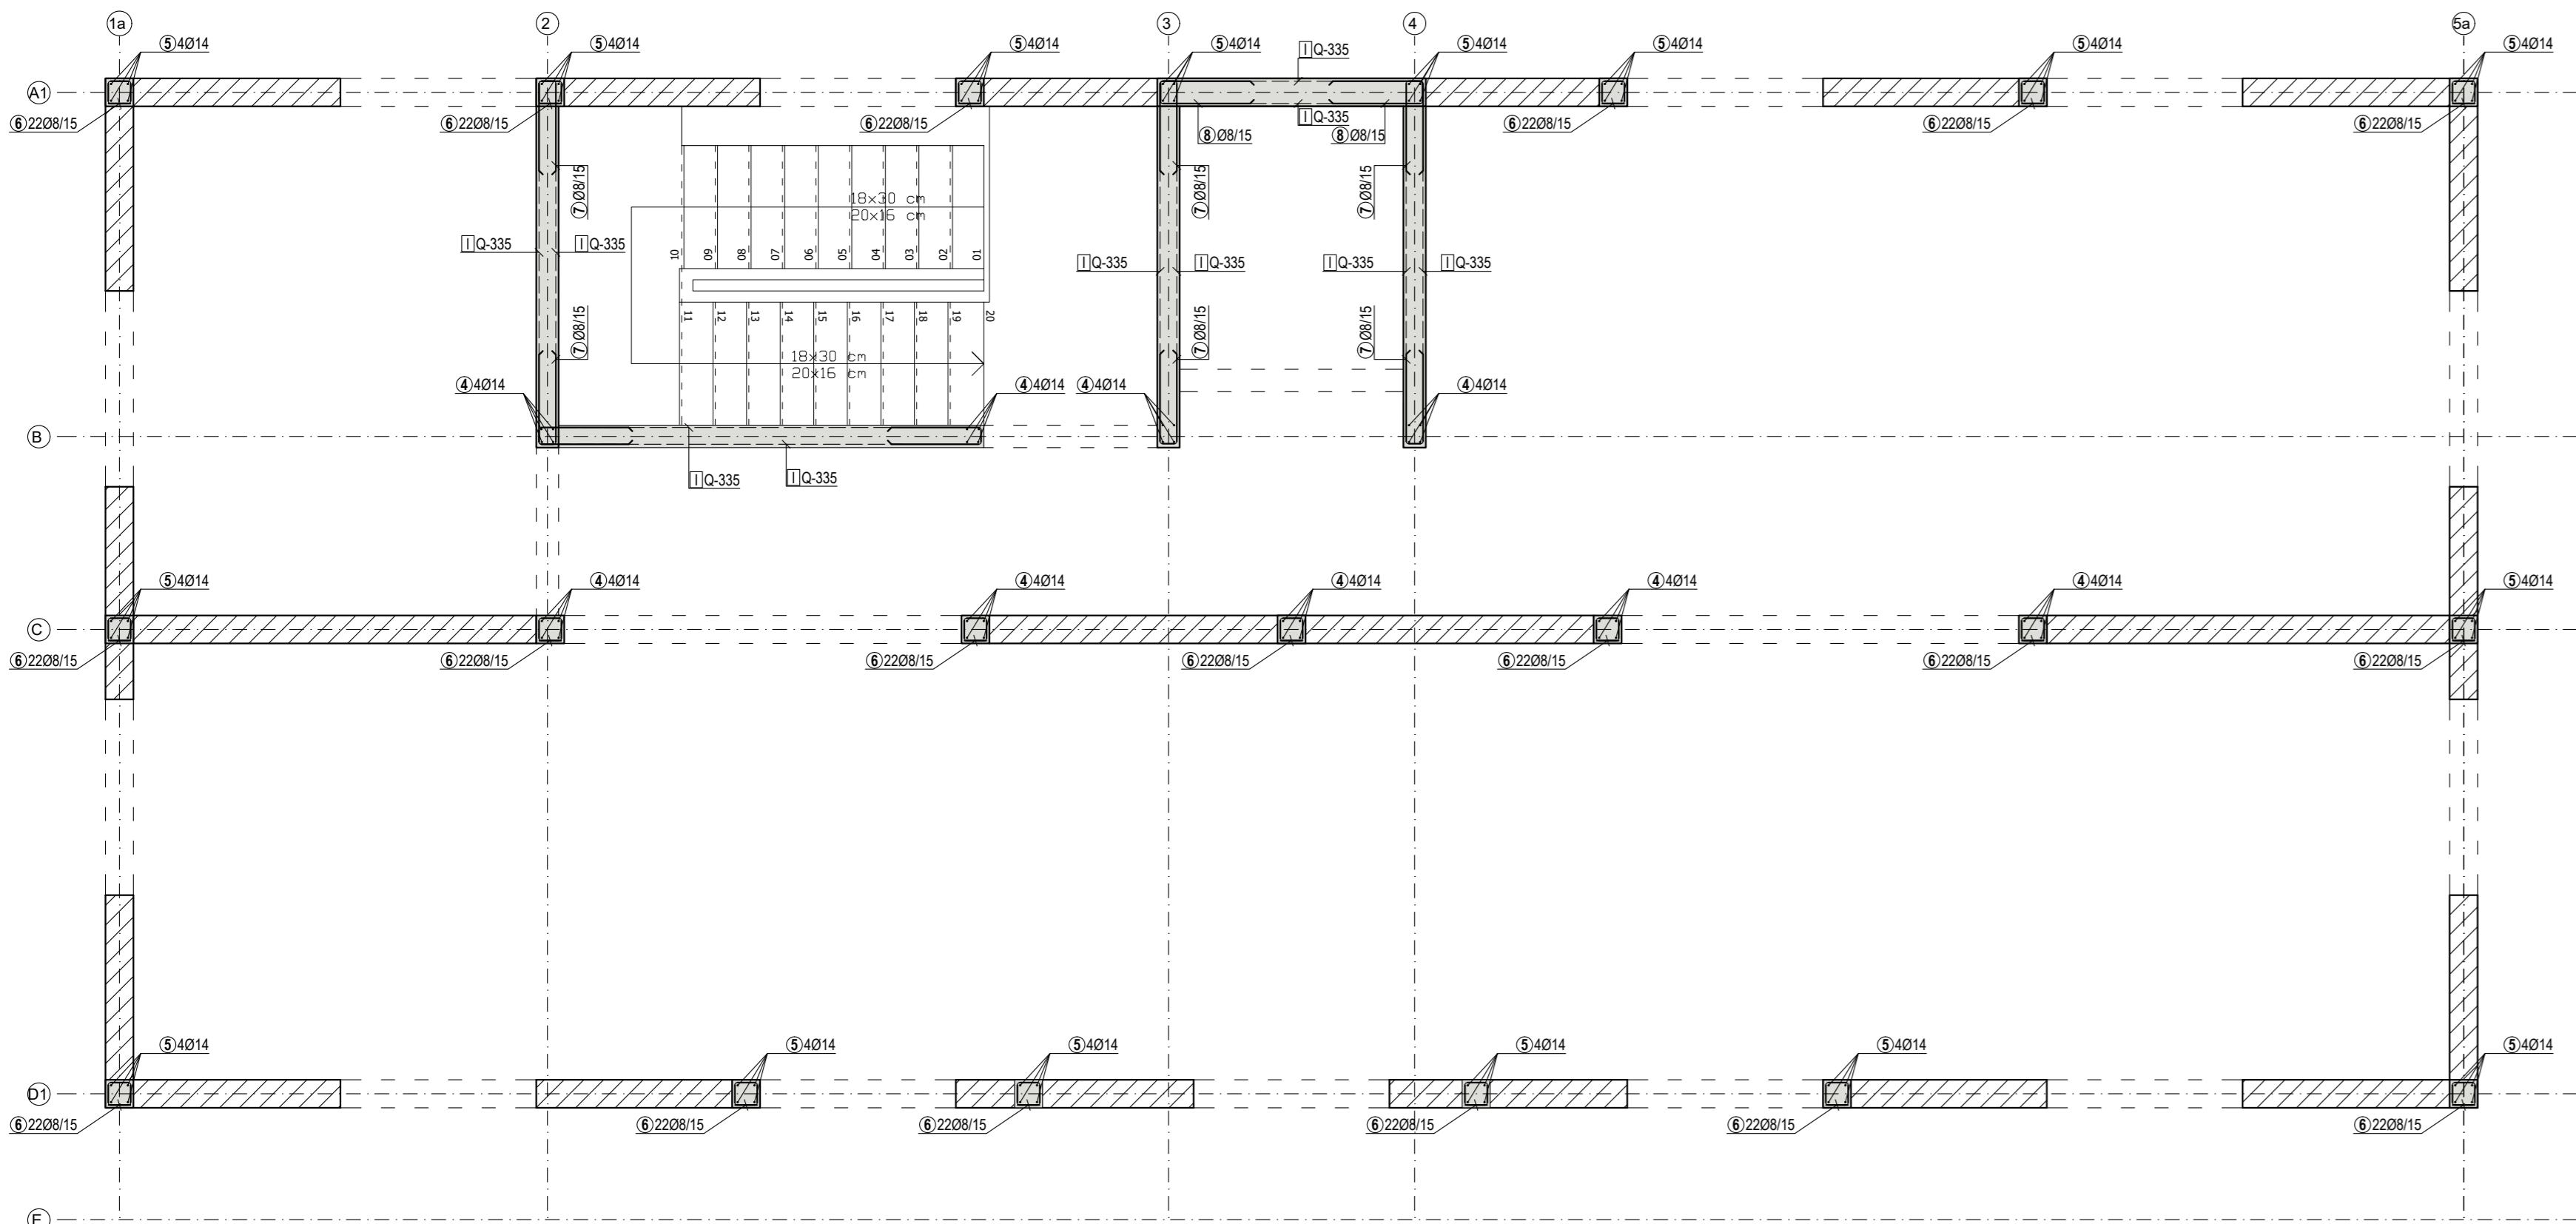 1a
2
3
4
5a
⑤4Ø14
⑤4Ø14
⑤4Ø14
⑤4Ø14
I Q-335
⑤4Ø14
⑤4Ø14
⑤4Ø14
⑤4Ø14
A1
⑥22Ø8/15
⑥22Ø8/15
⑥22Ø8/15
I Q-335
⑧Ø8/15
⑧Ø8/15
⑥22Ø8/15
⑥22Ø8/15
⑥22Ø8/15
⑦Ø8/15
⑦Ø8/15
⑦Ø8/15
18x30 cm
20x16 cm
I Q-335
I Q-335
10
09
08
07
06
05
04
03
02
01
I Q-335
I Q-335
I Q-335
I Q-335
11
12
13
14
15
16
17
18
19
20
⑦Ø8/15
⑦Ø8/15
⑦Ø8/15
18x30 cm
20x16 cm
④4Ø14
④4Ø14
④4Ø14
④4Ø14
B
I Q-335
I Q-335
⑤4Ø14
④4Ø14
④4Ø14
④4Ø14
④4Ø14
④4Ø14
⑤4Ø14
C
⑥22Ø8/15
⑥22Ø8/15
⑥22Ø8/15
⑥22Ø8/15
⑥22Ø8/15
⑥22Ø8/15
⑥22Ø8/15
⑤4Ø14
⑤4Ø14
⑤4Ø14
⑤4Ø14
⑤4Ø14
⑤4Ø14
D1
⑥22Ø8/15
⑥22Ø8/15
⑥22Ø8/15
⑥22Ø8/15
⑥22Ø8/15
⑥22Ø8/15